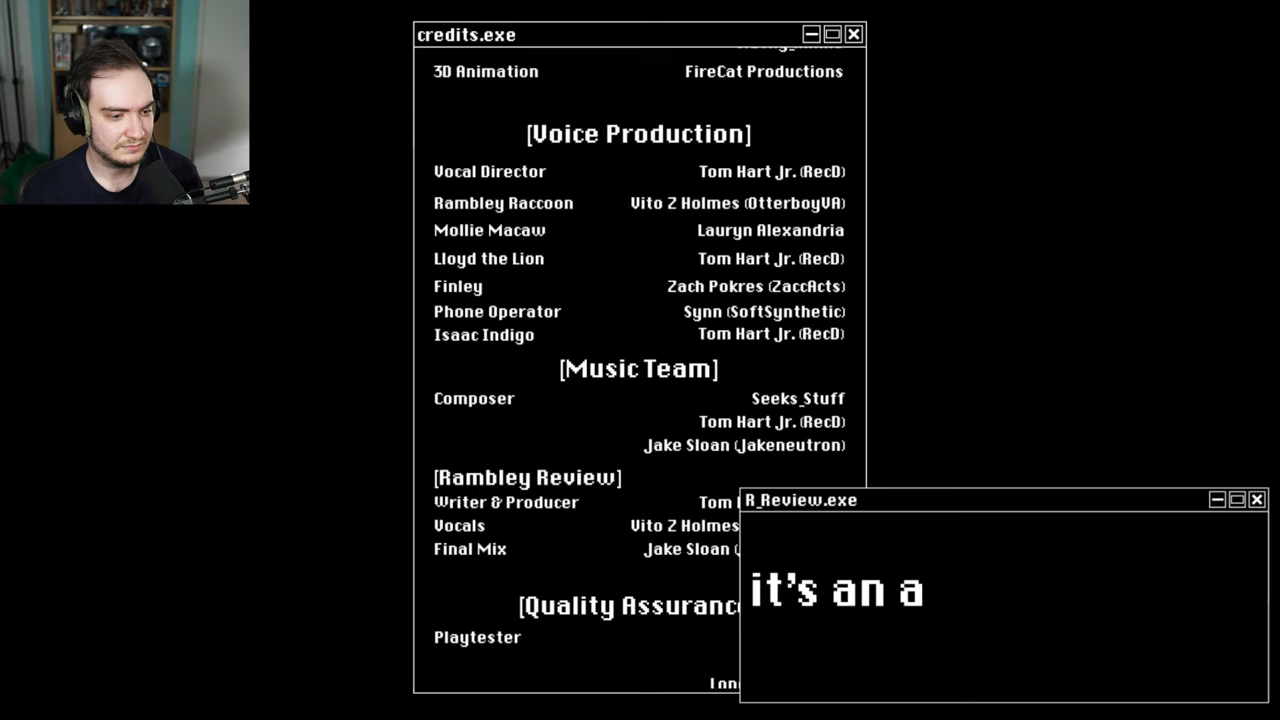 credits.exe
3D Animation FireCat Productions
[Voice Production]
Vocal Director Tom Hart Jr. (RecD)
Rambley Raccoon Vito Z Holmes (OtterboyVA)
Mollie Macaw Lauryn Alexandria
Lloyd the Lion Tom Hart Jr. (RecD)
Finley Zach Pokres (ZaccActs)
Phone Operator Synn (SoftSynthetic)
Isaac Indigo Tom Hart Jr. (RecD)
[Music Team]
Composer Seeks_Stuff
Tom Hart Jr. (RecD)
Jake Sloan (Jakeneutron)
[Rambley Review]
Writer & Producer Tom
Vocals Vito Z Holmes
Final Mix Jake Sloan
[Quality Assurance
Playtester
R_Review.exe
it's an a